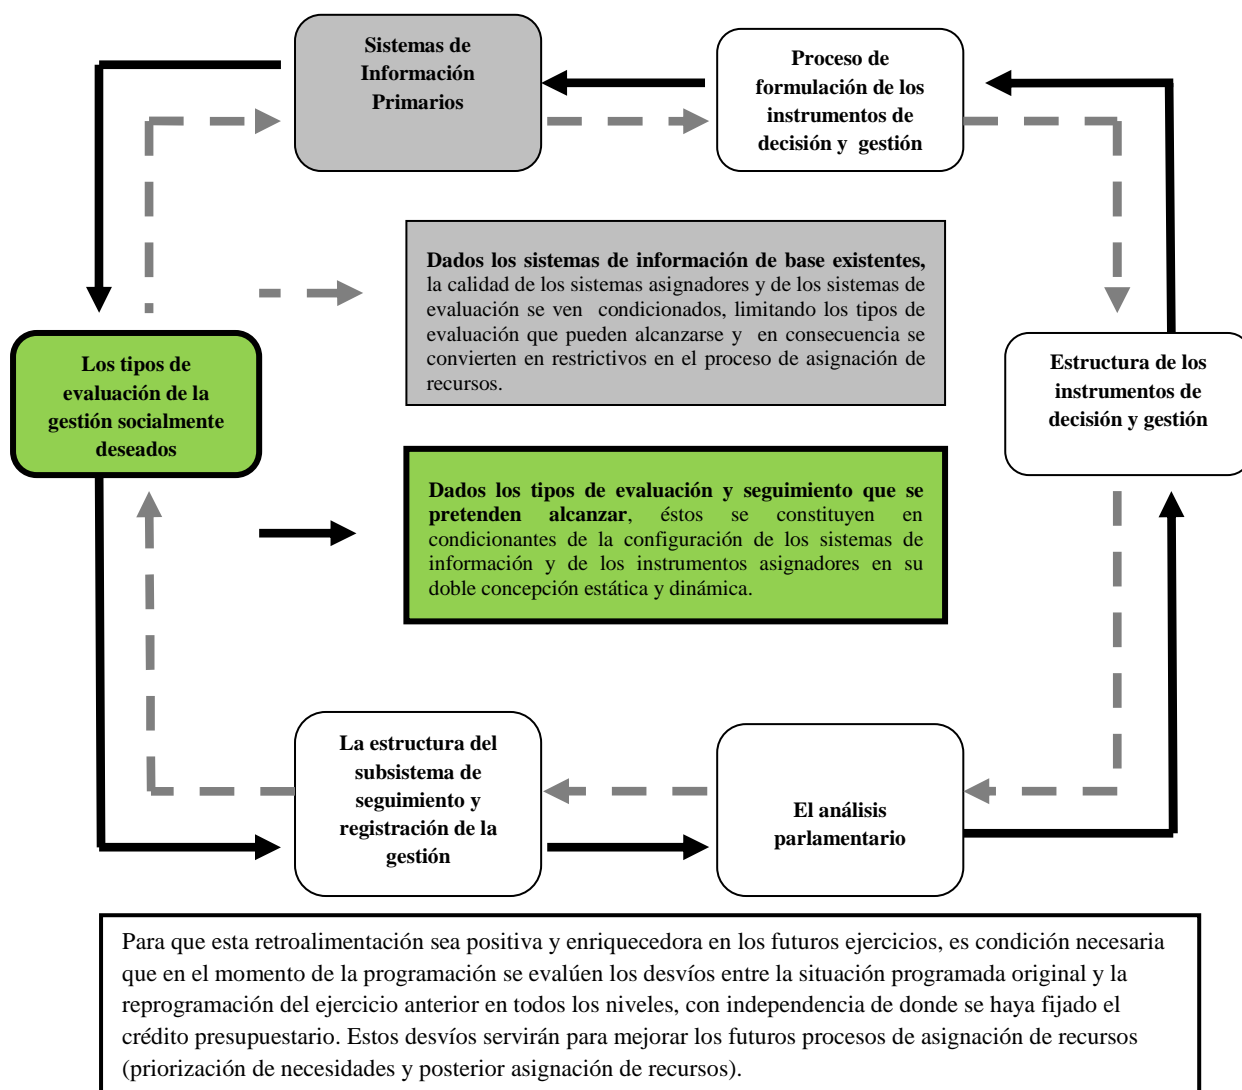 Sistemas de
Información
Primarios
Proceso de
formulación de los
instrumentos de
decisión y gestión
Dados los sistemas de información de base existentes,
la calidad de los sistemas asignadores y de los sistemas de
evaluación se ven condicionados, limitando los tipos de
evaluación que pueden alcanzarse y en consecuencia se
convierten en restrictivos en el proceso de asignación de
recursos.
Los tipos de
evaluación de la
gestión socialmente
deseados
Estructura de los
instrumentos de
decisión y gestión
Dados los tipos de evaluación y seguimiento que se
pretenden alcanzar, éstos se constituyen en
condicionantes de la configuración de los sistemas de
información y de los instrumentos asignadores en su
doble concepción estática y dinámica.
La estructura del
subsistema de
seguimiento y
registración de la
gestión
El análisis
parlamentario
Para que esta retroalimentación sea positiva y enriquecedora en los futuros ejercicios, es condición necesaria
que en el momento de la programación se evalúen los desvíos entre la situación programada original y la
reprogramación del ejercicio anterior en todos los niveles, con independencia de donde se haya fijado el
crédito presupuestario. Estos desvíos servirán para mejorar los futuros procesos de asignación de recursos
(priorización de necesidades y posterior asignación de recursos).